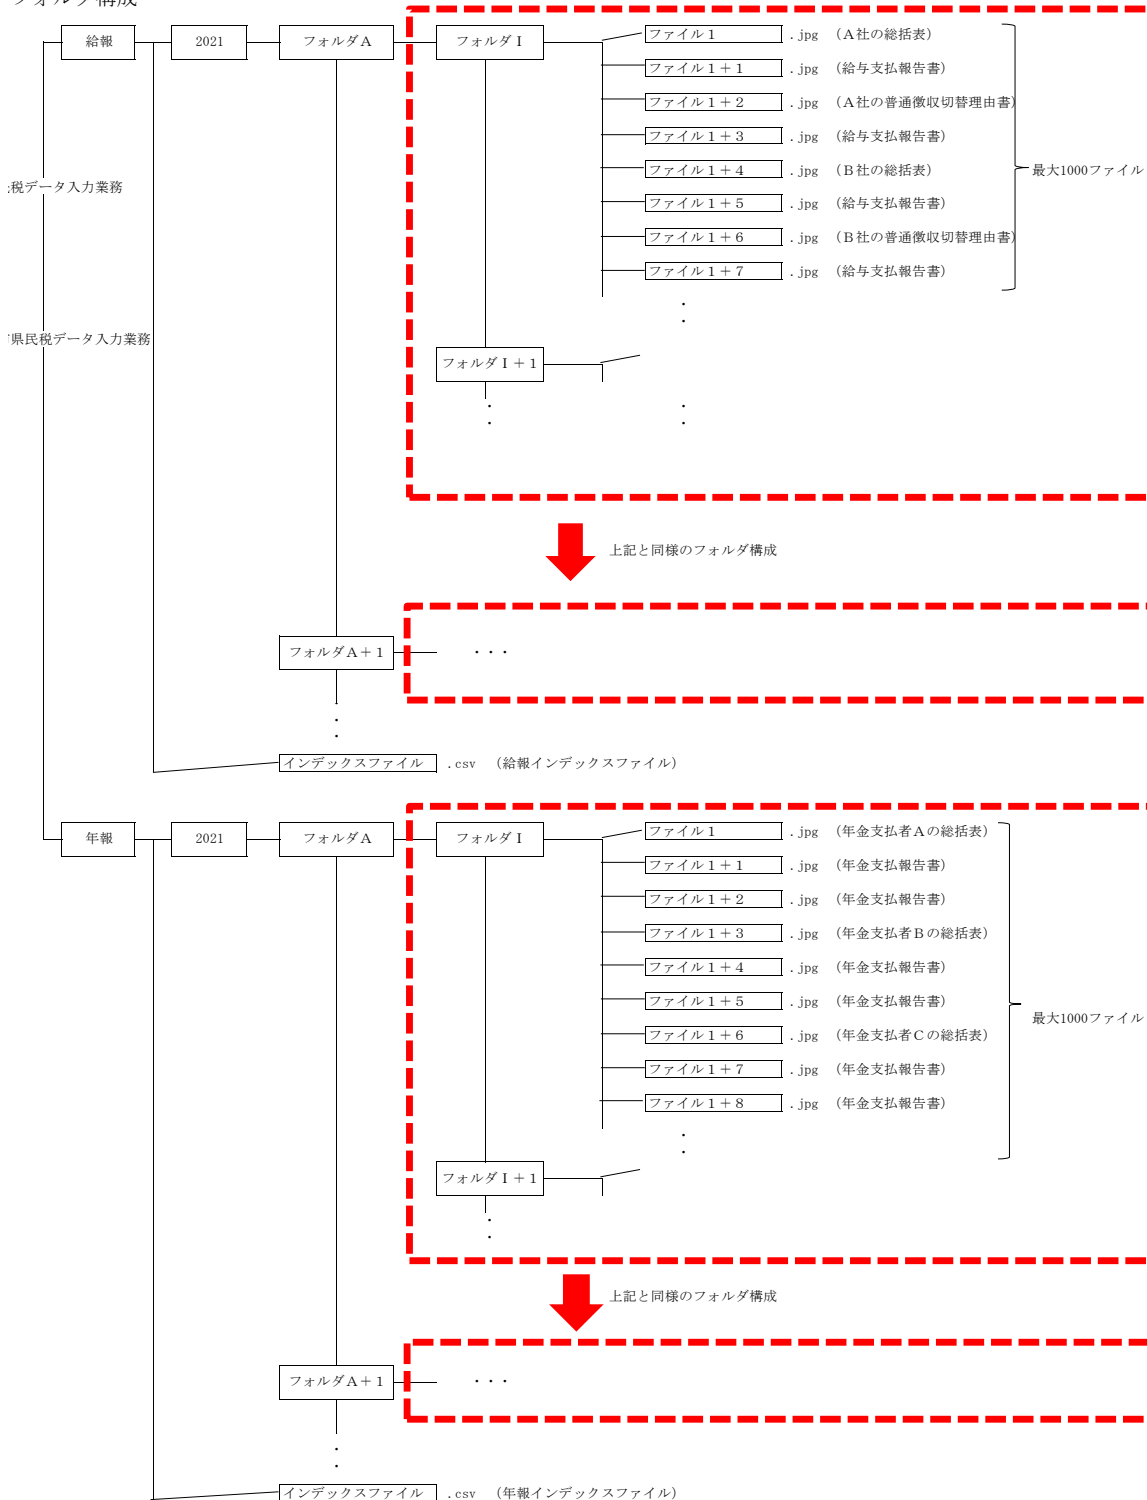 フォルダ構成
給報 2021 フォルダA フォルダⅠ ファイル1 .jpg （A社の総括表）
ファイル1+1 .jpg （給与支払報告書）
ファイル1+2 .jpg （A社の普通徴収切替理由書）
ファイル1+3 .jpg （給与支払報告書）
ファイル1+4 .jpg （B社の総括表） 最大1000ファイル
税データ入力業務
ファイル1+5 .jpg （給与支払報告書）
ファイル1+6 .jpg （B社の普通徴収切替理由書）
ファイル1+7 .jpg （給与支払報告書）
県民税データ入力業務
フォルダⅠ+1
上記と同様のフォルダ構成
フォルダA+1 ・・・
インデックスファイル .csv （給報インデックスファイル）
年報 2021 フォルダA フォルダⅠ ファイル1 .jpg （年金支払者Aの総括表）
ファイル1+1 .jpg （年金支払報告書）
ファイル1+2 .jpg （年金支払報告書）
ファイル1+3 .jpg （年金支払者Bの総括表）
ファイル1+4 .jpg （年金支払報告書）
ファイル1+5 .jpg （年金支払報告書）
最大1000ファイル
ファイル1+6 .jpg （年金支払者Cの総括表）
ファイル1+7 .jpg （年金支払報告書）
ファイル1+8 .jpg （年金支払報告書）
フォルダⅠ+1
上記と同様のフォルダ構成
フォルダA+1 ・・・
インデックスファイル .csv （年報インデックスファイル）